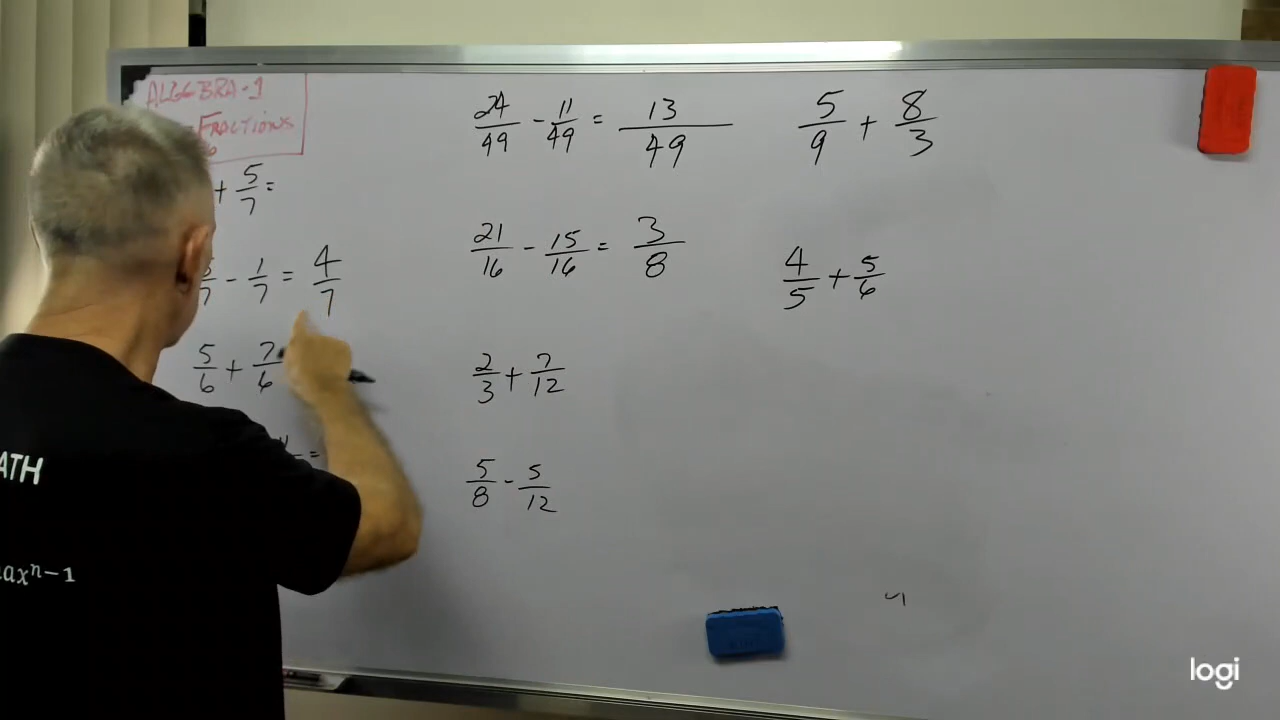 ALGEBRA-1
FRACTIONS
+ 5/7 =
/7 - 1/7 = 4/7
5/6 + 7/6
=
24/49 - 11/49 = 13/49
21/16 - 15/16 = 3/8
2/3 + 7/12
5/8 - 5/12
5/9 + 8/3
4/5 + 5/6
ATH
ax^n-1
logi